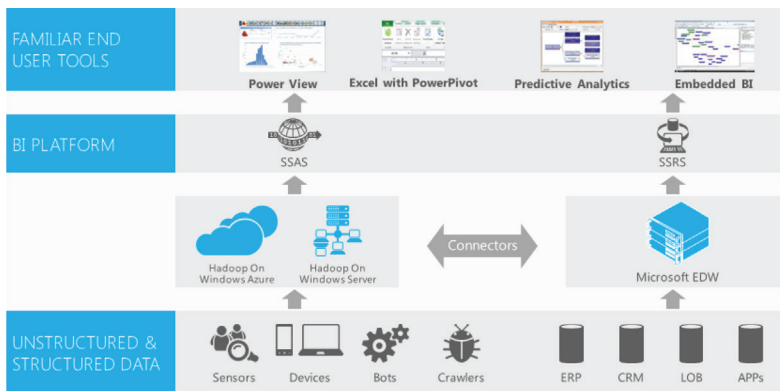 FAMILIAR END
USER TOOLS
Power View
Excel with PowerPivot
Predictive Analytics
Embedded BI
BI PLATFORM
SSAS
SSRS
Hadoop On
Windows Azure
Hadoop On
Windows Server
Connectors
Microsoft EDW
UNSTRUCTURED &
STRUCTURED DATA
Sensors
Devices
Bots
Crawlers
ERP
CRM
LOB
APPs